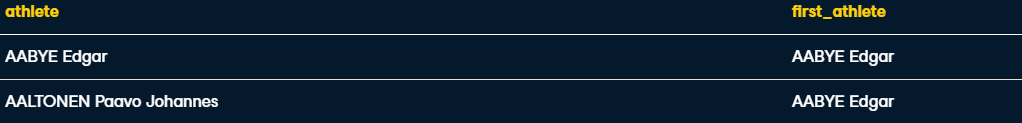 athlete first_athlete
AABYE Edgar AABYE Edgar
AALTONEN Paavo Johannes AABYE Edgar